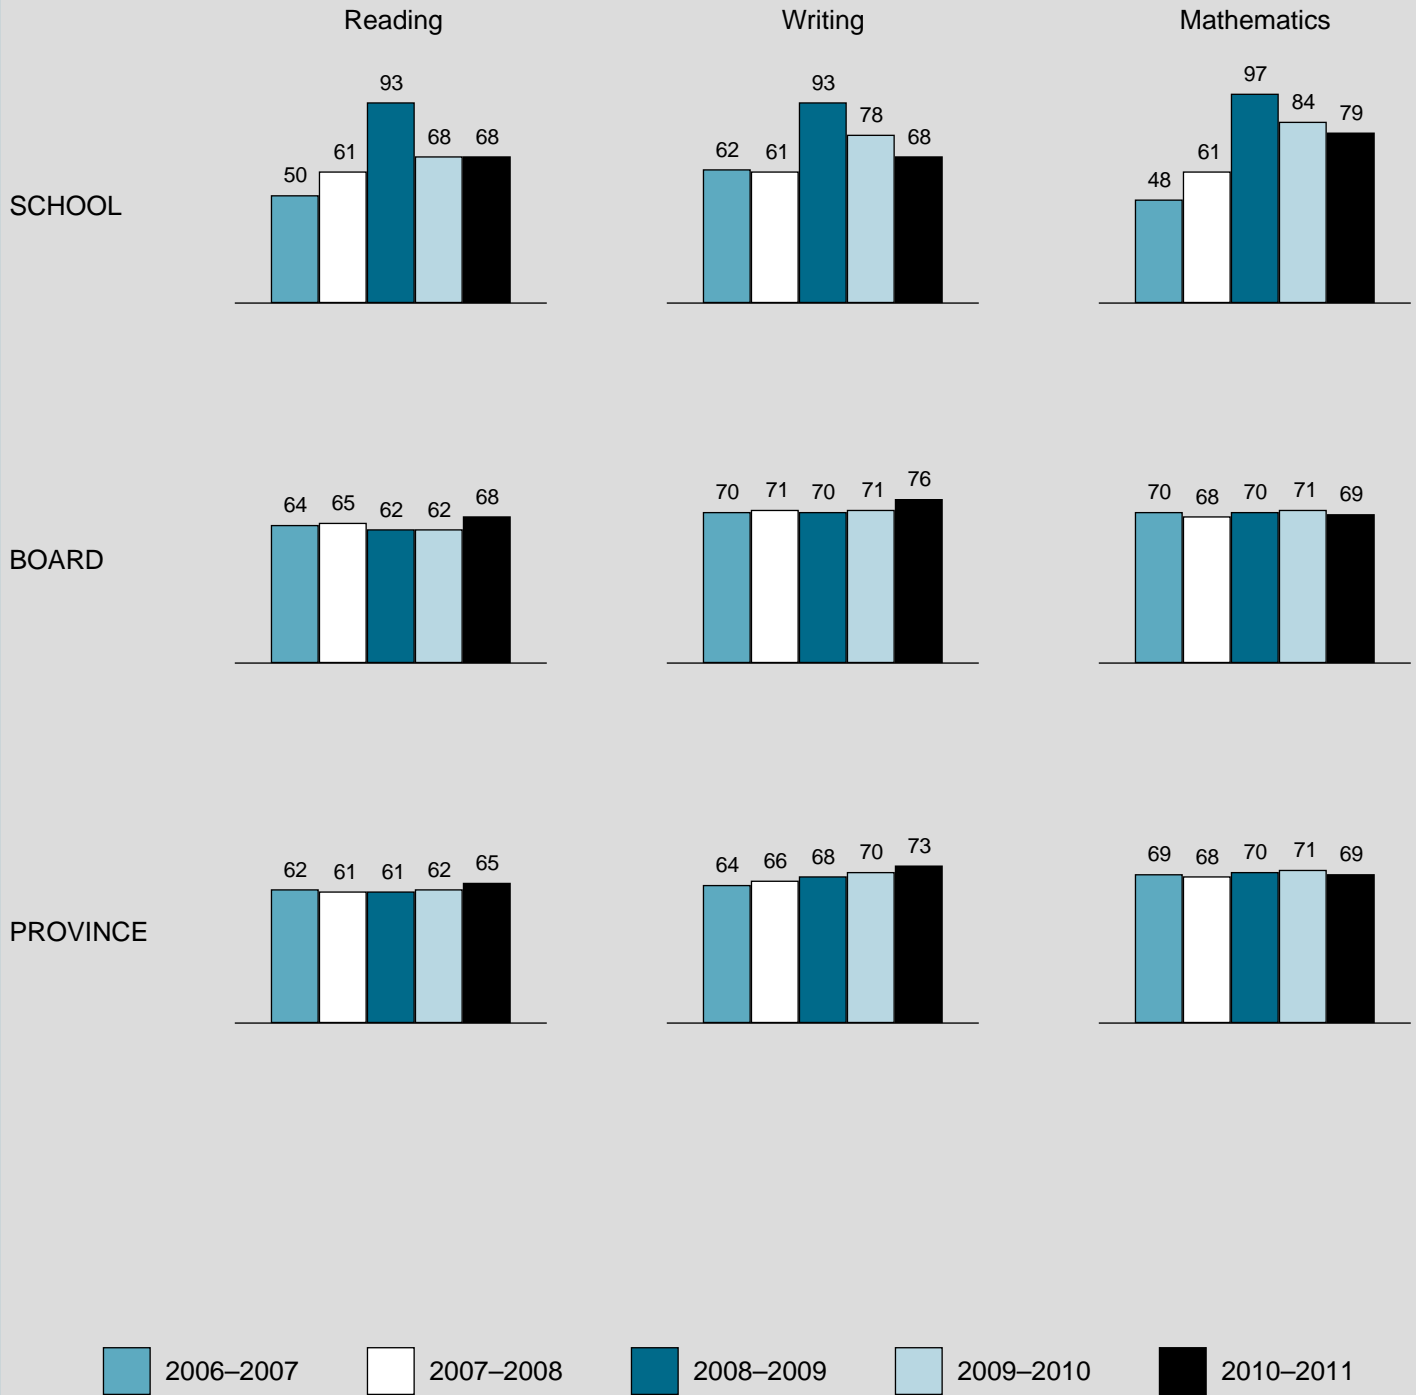 Reading Writing Mathematics
SCHOOL
50 61 93 68 68
62 61 93 78 68
48 61 97 84 79
BOARD
64 65 62 62 68
70 71 70 71 76
70 68 70 71 69
PROVINCE
62 61 61 62 65
64 66 68 70 73
69 68 70 71 69
2006–2007 2007–2008 2008–2009 2009–2010 2010–2011